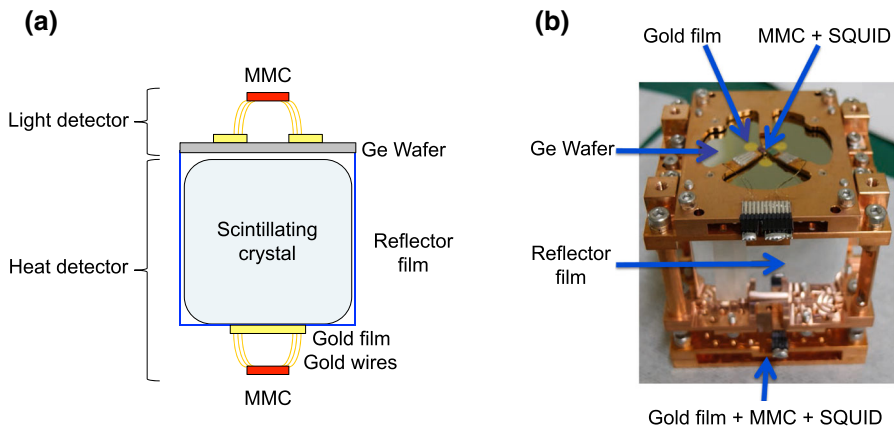 (a)
MMC
Light detector
Ge Wafer
Scintillating
crystal
Reflector
film
Heat detector
Gold film
Gold wires
MMC
(b)
Gold film
MMC + SQUID
Ge Wafer
Reflector
film
Gold film + MMC + SQUID